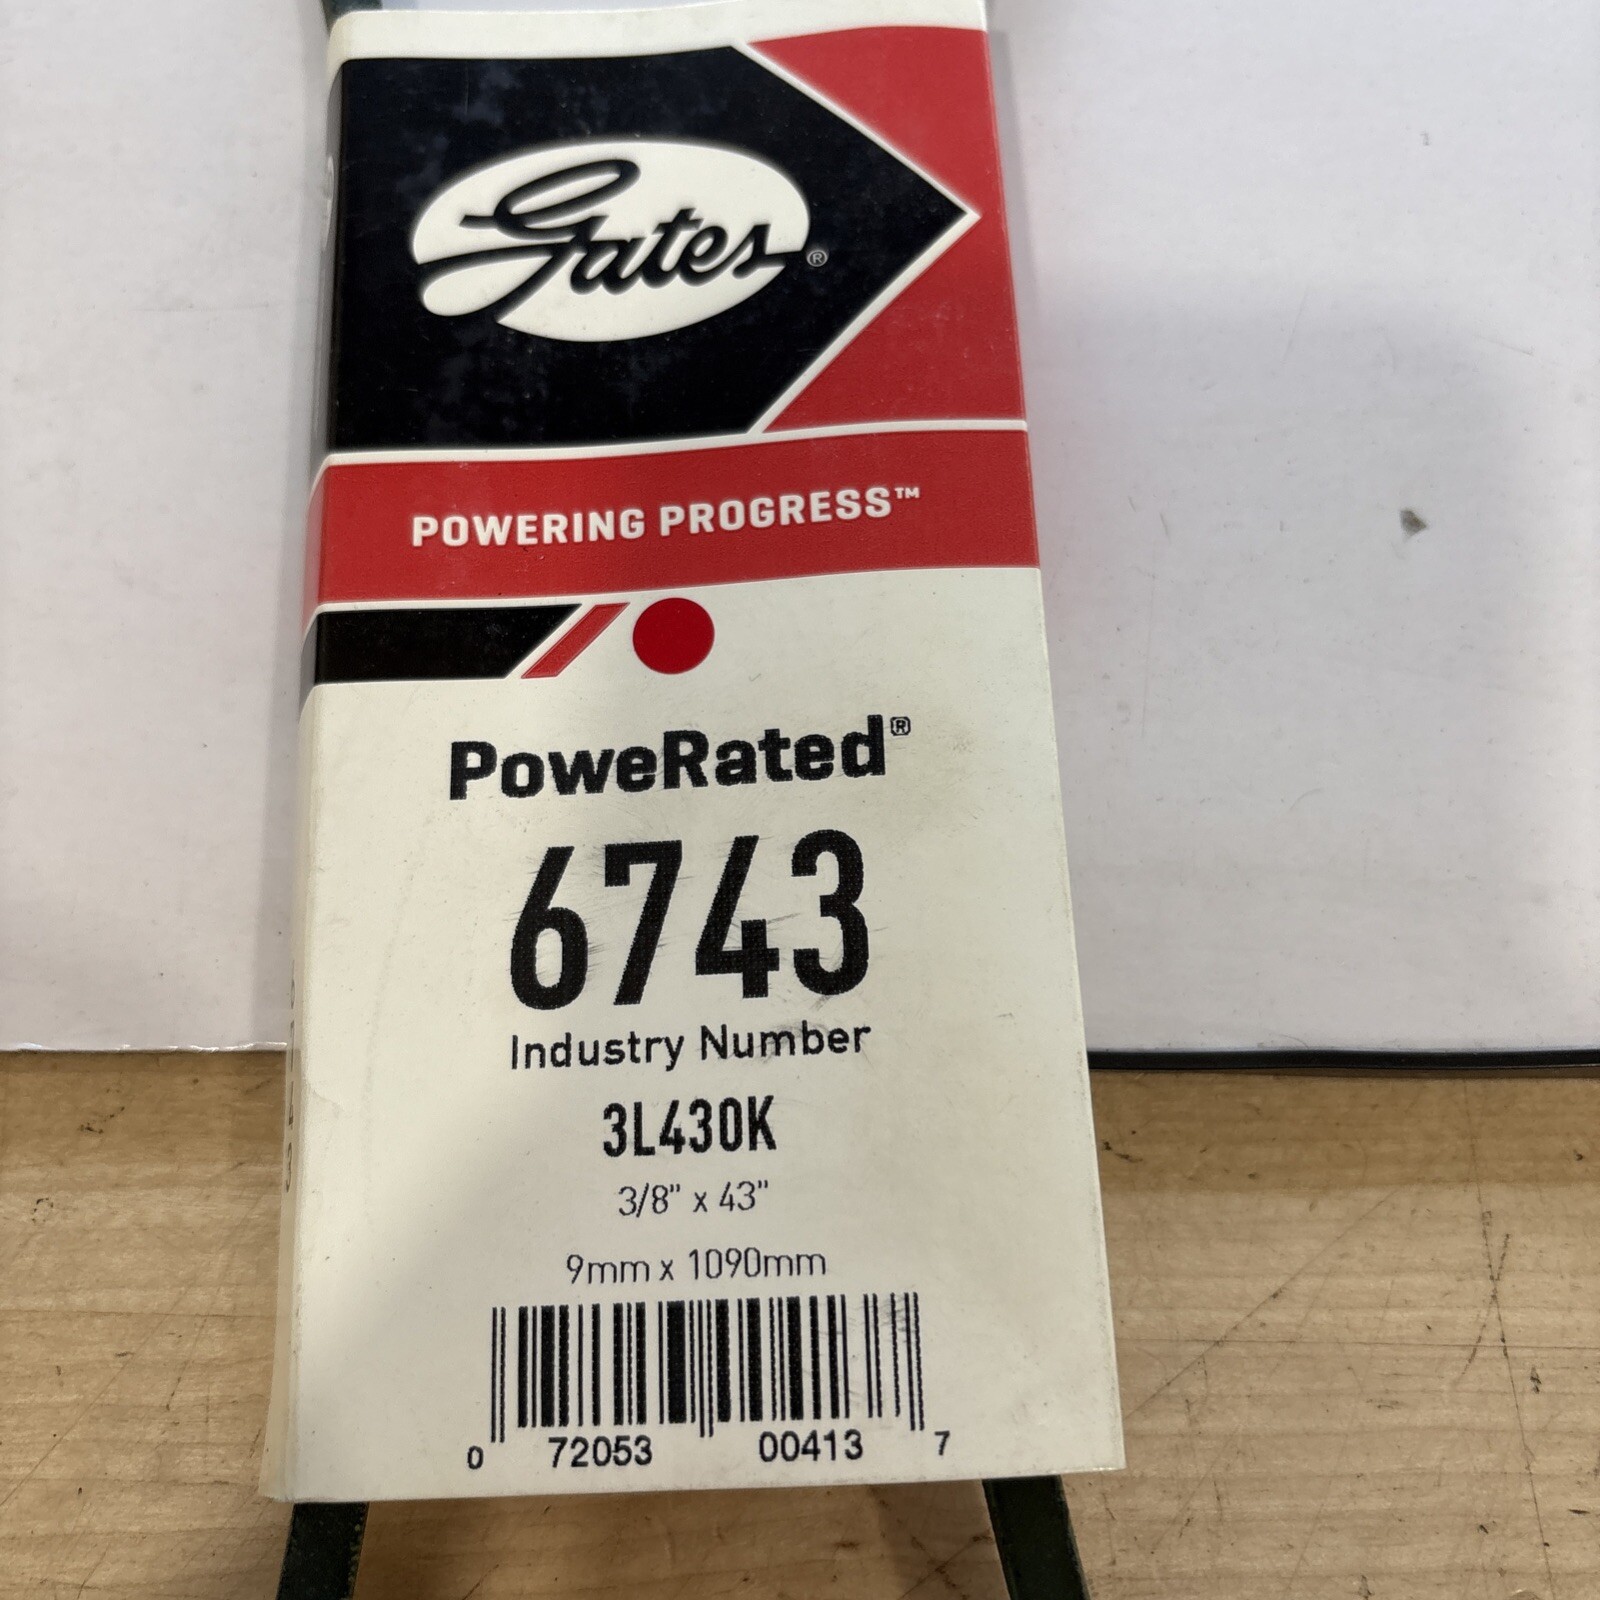 Gates®
POWERING PROGRESS™
PoweRated®
6743
Industry Number
3L430K
3/8" x 43"
9mm x 1090mm
0 72053 00413 7